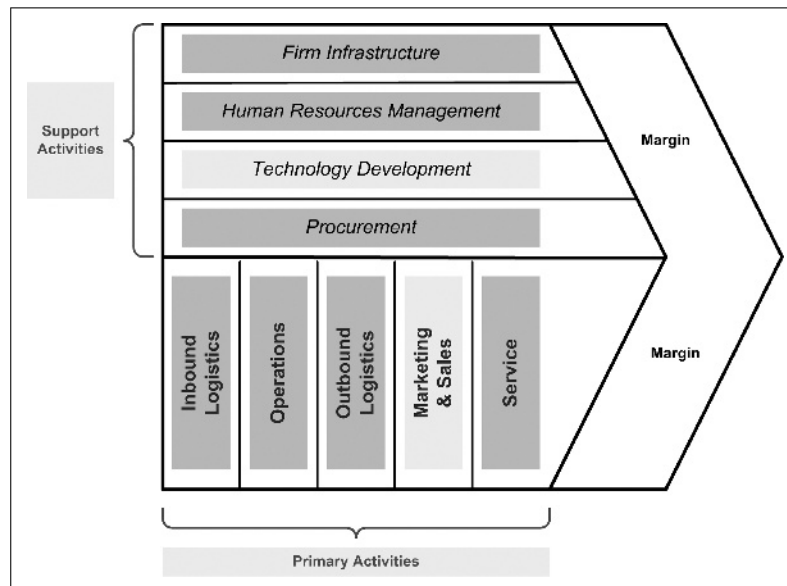 Firm Infrastructure
Human Resources Management
Support
Activities
Technology Development
Procurement
Margin
Inbound
Logistics
Operations
Outbound
Logistics
Marketing
& Sales
Service
Margin
Primary Activities